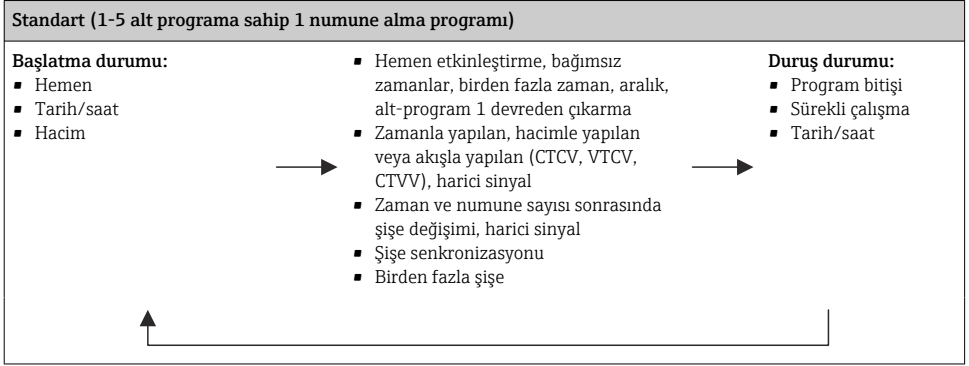 Standart (1-5 alt programa sahip 1 numune alma programı)
Başlatma durumu:
▪ Hemen
▪ Tarih/saat
▪ Hacim
▪ Hemen etkinleştirme, bağımsız
zamanlar, birden fazla zaman, aralık,
alt-program 1 devreden çıkarma
▪ Zamanla yapılan, hacimle yapılan
veya akışla yapılan (CTCV, VTCV,
CTVV), harici sinyal
▪ Zaman ve numune sayısı sonrasında
şişe değişimi, harici sinyal
▪ Şişe senkronizasyonu
▪ Birden fazla şişe
Duruş durumu:
▪ Program bitişi
▪ Sürekli çalışma
▪ Tarih/saat